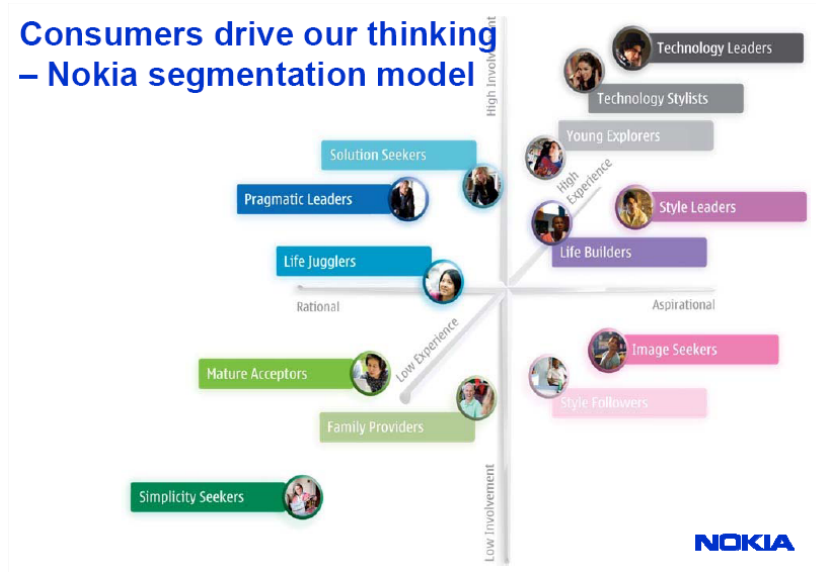 Consumers drive our thinking
– Nokia segmentation model
High Involvement
Technology Leaders
Technology Stylists
Young Explorers
Solution Seekers
High
Experience
Pragmatic Leaders
Style Leaders
Life Builders
Life Jugglers
Rational
Aspirational
Low Experience
Image Seekers
Mature Acceptors
Style Followers
Family Providers
Low Involvement
Simplicity Seekers
NOKIA